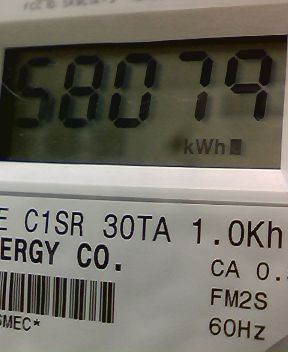 58079
kWh
E C1SR 30TA 1.0Kh
ERGY CO.
CA 0.
FM2S
60Hz
SMEC*